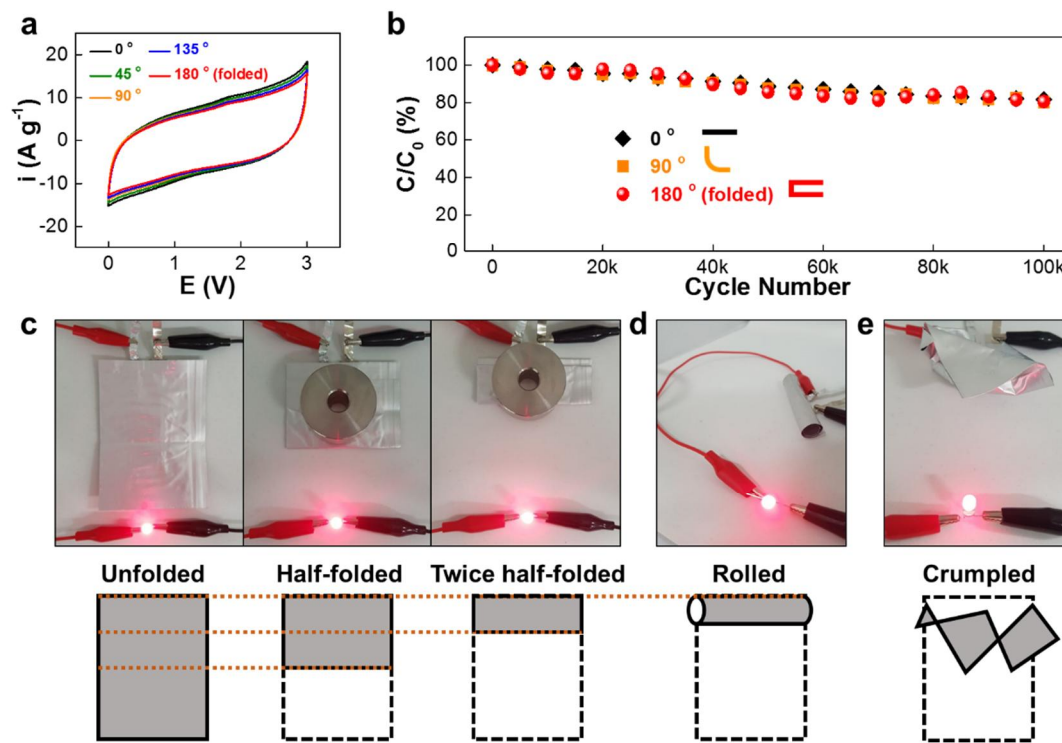 a
i (A g⁻¹)
20
10
0
-10
-20
0 °
45 °
90 °
135 °
180 ° (folded)
0
1
2
3
E (V)
b
C/C₀ (%)
100
80
60
40
20
0
0 °
90 °
180 ° (folded)
0
20k
40k
60k
80k
100k
Cycle Number
c
d
e
Unfolded
Half-folded
Twice half-folded
Rolled
Crumpled